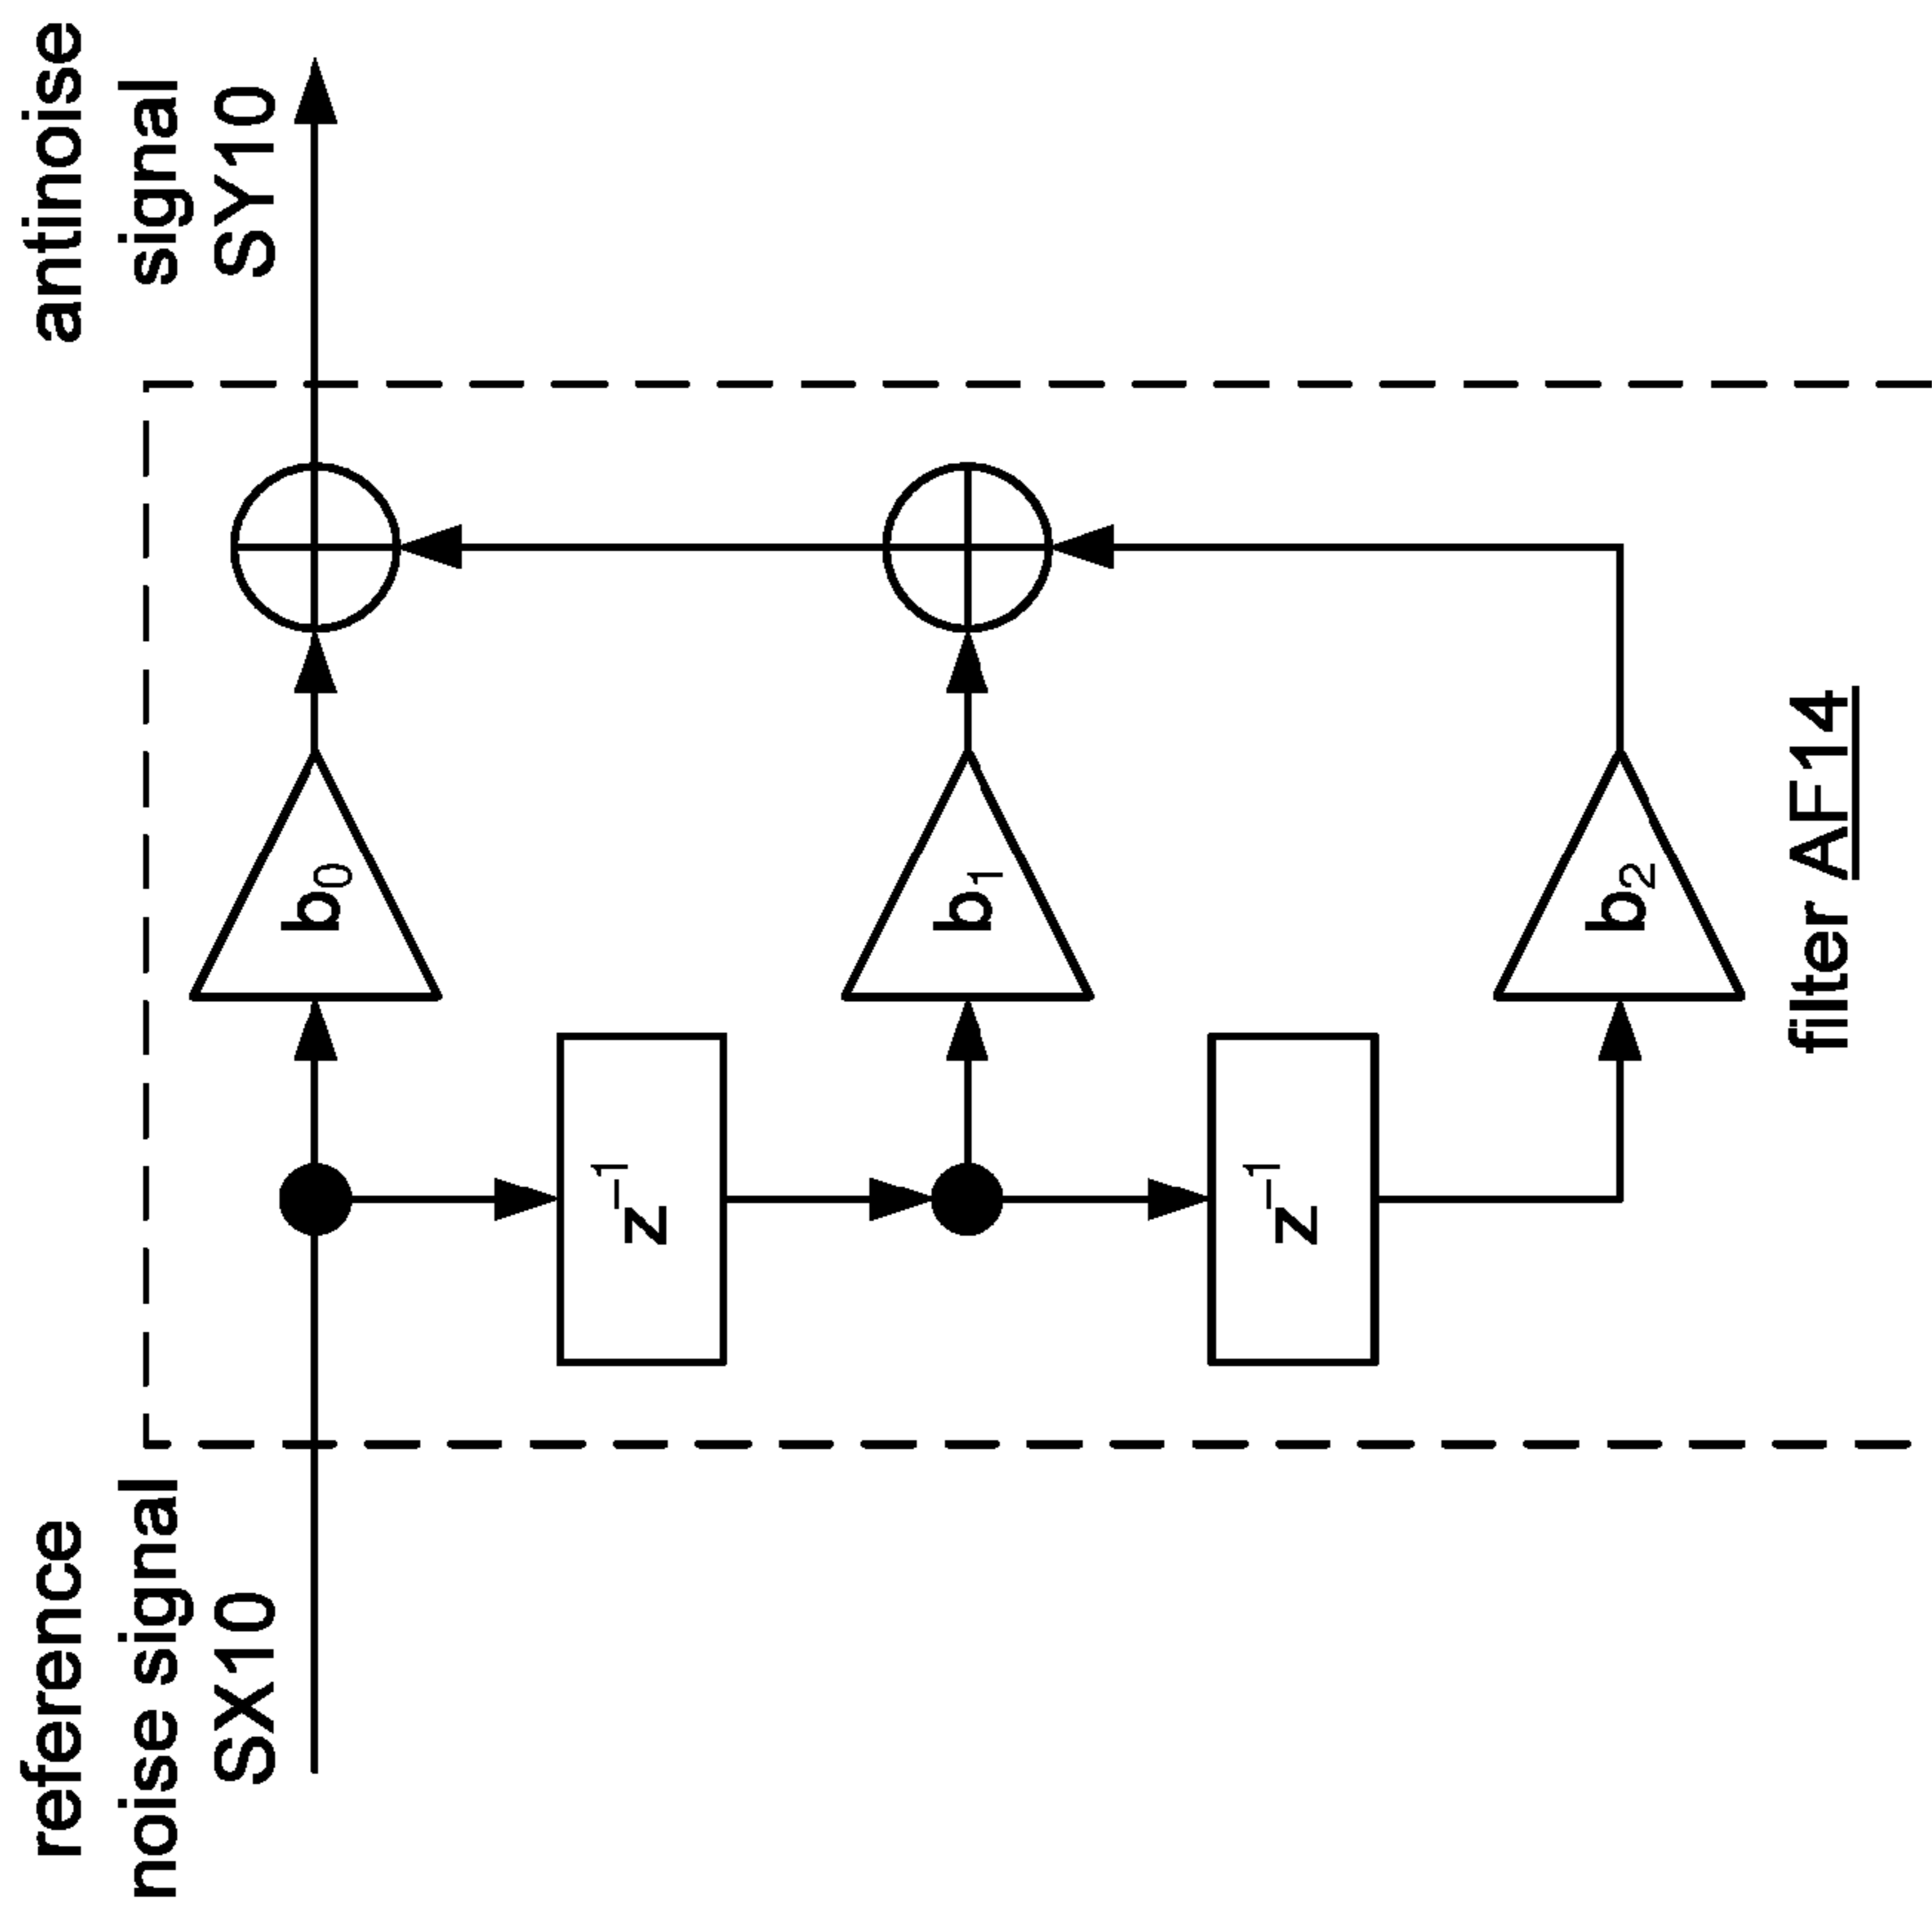 reference
noise signal
SX10
antinoise
signal
SY10
b0
z-1
b1
z-1
b2
filter AF14